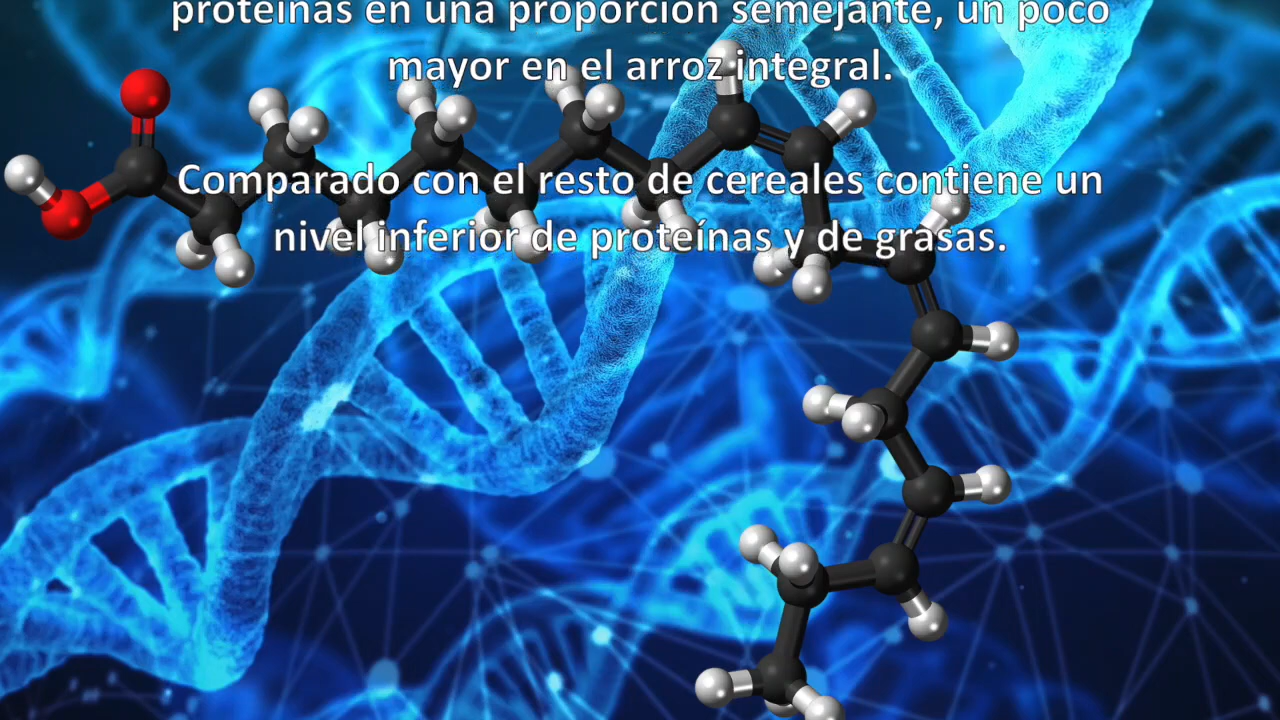 proteínas en una proporción semejante, un poco
mayor en el arroz integral.
Comparado con el resto de cereales contiene un
nivel inferior de proteínas y de grasas.